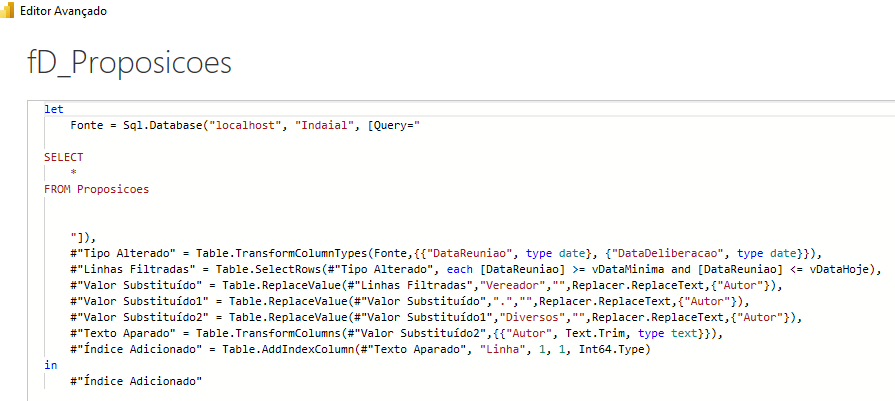 Editor Avançado
fD_Proposicoes
let
Fonte = Sql.Database("localhost", "Indaial", [Query="
SELECT
*
FROM Proposicoes
"]),
#"Tipo Alterado" = Table.TransformColumnTypes(Fonte,{{"DataReuniao", type date}, {"DataDeliberacao", type date}}),
#"Linhas Filtradas" = Table.SelectRows(#"Tipo Alterado", each [DataReuniao] >= vDataMinima and [DataReuniao] <= vDataHoje),
#"Valor Substituído" = Table.ReplaceValue(#"Linhas Filtradas","Vereador","",Replacer.ReplaceText,{"Autor"}),
#"Valor Substituído1" = Table.ReplaceValue(#"Valor Substituído",".","",Replacer.ReplaceText,{"Autor"}),
#"Valor Substituído2" = Table.ReplaceValue(#"Valor Substituído1","Diversos","",Replacer.ReplaceText,{"Autor"}),
#"Texto Aparado" = Table.TransformColumns(#"Valor Substituído2",{{"Autor", Text.Trim, type text}}),
#"Índice Adicionado" = Table.AddIndexColumn(#"Texto Aparado", "Linha", 1, 1, Int64.Type)
in
#"Índice Adicionado"